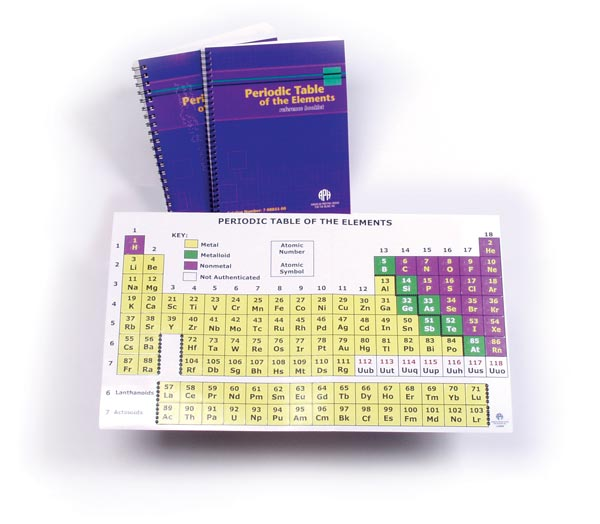 Periodic Table
of the Elements
reference booklet
APH
PERIODIC TABLE OF THE ELEMENTS
KEY:
Metal
Metalloid
Nonmetal
Not Authenticated
Atomic
Number
Atomic
Symbol
1 18
1 1 2
H He
2 13 14 15 16 17
2 3 4 5 6 7 8 9 10
Li Be B C N O F Ne
3 11 12 13 14 15 16 17 18
Na Mg Al Si P S Cl Ar
3 4 5 6 7 8 9 10 11 12
4 19 20 21 22 23 24 25 26 27 28 29 30 31 32 33 34 35 36
K Ca Sc Ti V Cr Mn Fe Co Ni Cu Zn Ga Ge As Se Br Kr
5 37 38 39 40 41 42 43 44 45 46 47 48 49 50 51 52 53 54
Rb Sr Y Zr Nb Mo Tc Ru Rh Pd Ag Cd In Sn Sb Te I Xe
6 55 56 72 73 74 75 76 77 78 79 80 81 82 83 84 85 86
Cs Ba Hf Ta W Re Os Ir Pt Au Hg Tl Pb Bi Po At Rn
7 87 88 104 105 106 107 108 109 110 111 112 113 114 115 116 117 118
Fr Ra Rf Db Sg Bh Hs Mt Ds Rg Uub Uut Uuq Uup Uuh Uus Uuo
6 Lanthanoids 57 58 59 60 61 62 63 64 65 66 67 68 69 70 71
La Ce Pr Nd Pm Sm Eu Gd Tb Dy Ho Er Tm Yb Lu
7 Actinoids 89 90 91 92 93 94 95 96 97 98 99 100 101 102 103
Ac Th Pa U Np Pu Am Cm Bk Cf Es Fm Md No Lr